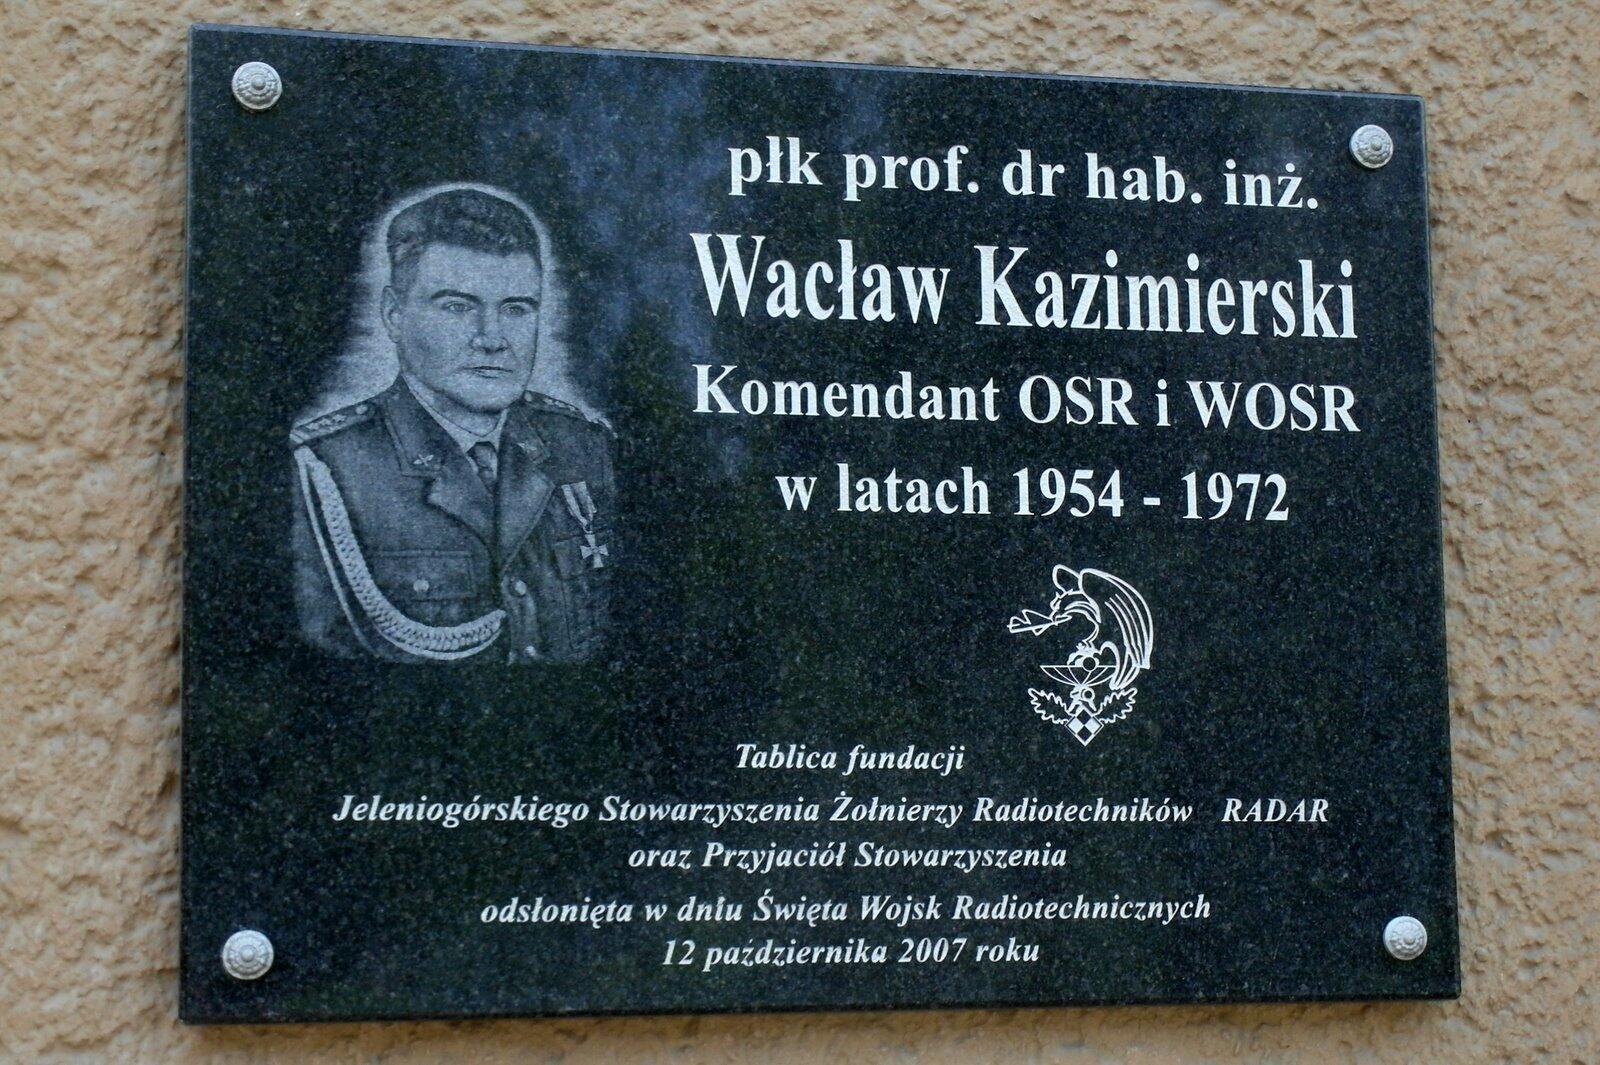 płk prof. dr hab. inż.
Wacław Kazimierski
Komendant OSR i WOSR
w latach 1954 - 1972
Tablica fundacji
Jeleniogórskiego Stowarzyszenia Żołnierzy Radiotechników RADAR
oraz Przyjaciół Stowarzyszenia
odsłonięta w dniu Święta Wojsk Radiotechnicznych
12 października 2007 roku